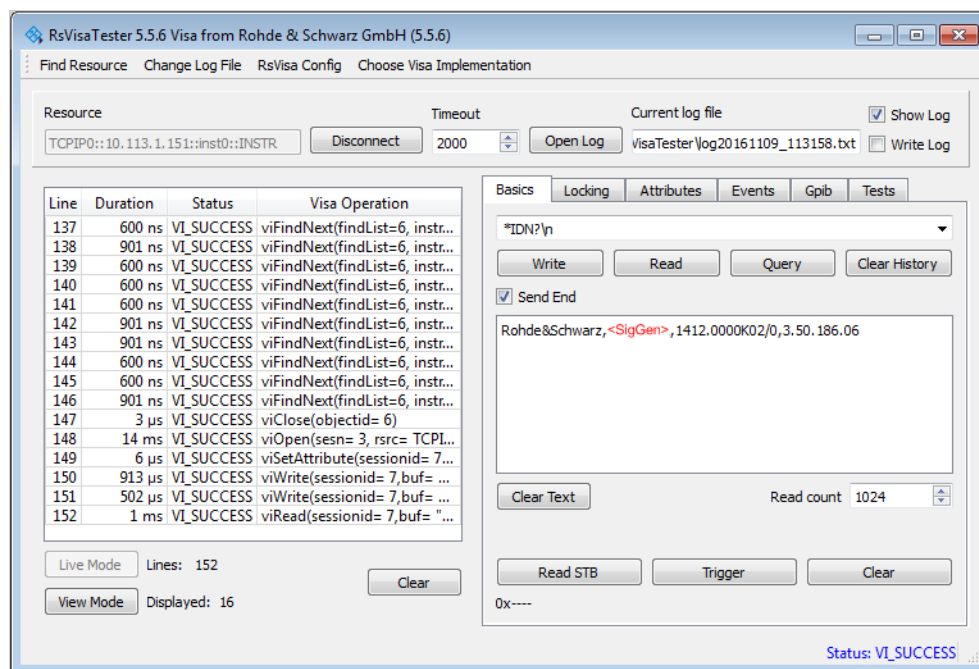 RsVisaTester 5.5.6 Visa from Rohde & Schwarz GmbH (5.5.6)
Find Resource Change Log File RsVisa Config Choose Visa Implementation
Resource Timeout Current log file Show Log
TCPIP0::10.113.1.151::inst0::INSTR Disconnect 2000 Open Log VisaTester\log20161109_113158.txt Write Log
Line Duration Status Visa Operation
137 600 ns VI_SUCCESS viFindNext(findList=6, instr...
138 901 ns VI_SUCCESS viFindNext(findList=6, instr...
139 600 ns VI_SUCCESS viFindNext(findList=6, instr...
140 600 ns VI_SUCCESS viFindNext(findList=6, instr...
141 600 ns VI_SUCCESS viFindNext(findList=6, instr...
142 901 ns VI_SUCCESS viFindNext(findList=6, instr...
143 901 ns VI_SUCCESS viFindNext(findList=6, instr...
144 600 ns VI_SUCCESS viFindNext(findList=6, instr...
145 600 ns VI_SUCCESS viFindNext(findList=6, instr...
146 901 ns VI_SUCCESS viFindNext(findList=6, instr...
147 3 µs VI_SUCCESS viClose(objectid= 6)
148 14 ms VI_SUCCESS viOpen(sesn= 3, rsrc= TCPI...
149 6 µs VI_SUCCESS viSetAttribute(sessionid= 7...
150 913 µs VI_SUCCESS viWrite(sessionid= 7,buf= ...
151 502 µs VI_SUCCESS viWrite(sessionid= 7,buf= ...
152 1 ms VI_SUCCESS viRead(sessionid= 7,buf= "...
Live Mode Lines: 152
Clear
View Mode Displayed: 16
Basics Locking Attributes Events Gpib Tests
*IDN?\n
Write Read Query Clear History
Send End
Rohde&Schwarz,<SigGen>,1412.0000K02/0,3.50.186.06
Clear Text Read count 1024
Read STB Trigger Clear
0x----
Status: VI_SUCCESS